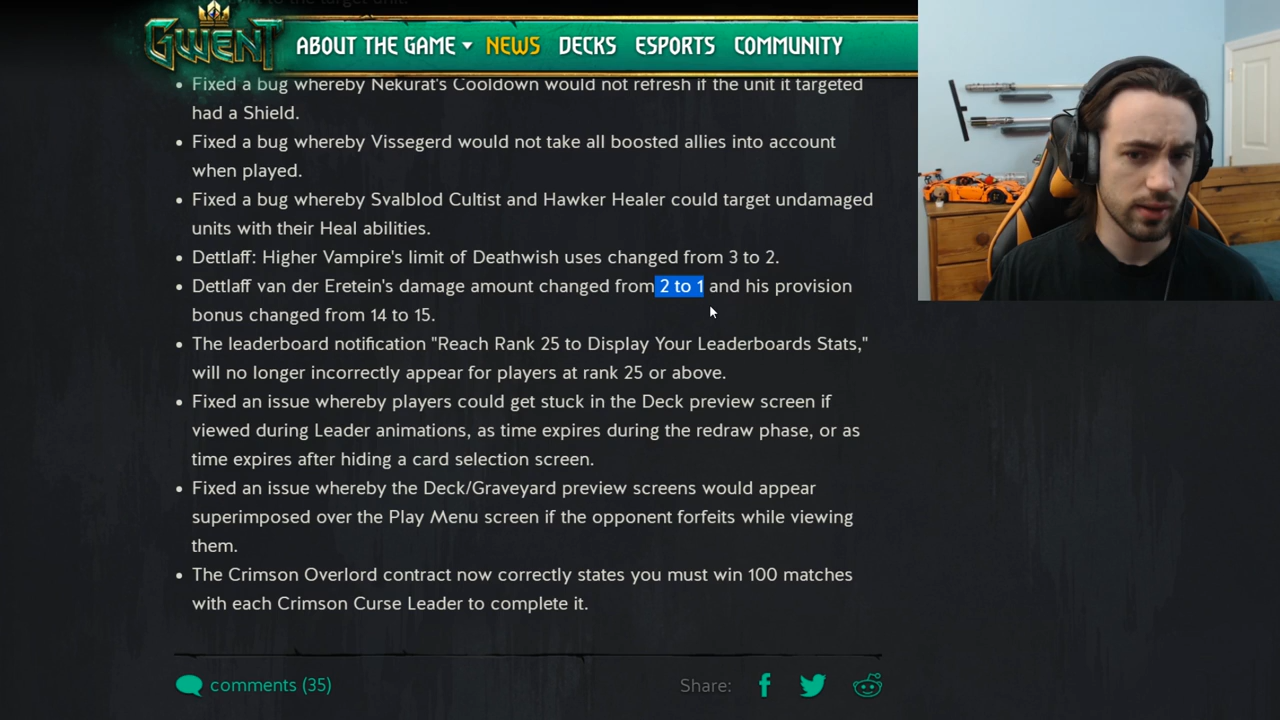 GWENT
ABOUT THE GAME NEWS DECKS ESPORTS COMMUNITY
Fixed a bug whereby Nekurat's Cooldown would not refresh if the unit it targeted
had a Shield.
Fixed a bug whereby Vissegerd would not take all boosted allies into account
when played.
Fixed a bug whereby Svalblod Cultist and Hawker Healer could target undamaged
units with their Heal abilities.
Dettlaff: Higher Vampire's limit of Deathwish uses changed from 3 to 2.
Dettlaff van der Eretein's damage amount changed from 2 to 1 and his provision
bonus changed from 14 to 15.
The leaderboard notification "Reach Rank 25 to Display Your Leaderboards Stats,"
will no longer incorrectly appear for players at rank 25 or above.
Fixed an issue whereby players could get stuck in the Deck preview screen if
viewed during Leader animations, as time expires during the redraw phase, or as
time expires after hiding a card selection screen.
Fixed an issue whereby the Deck/Graveyard preview screens would appear
superimposed over the Play Menu screen if the opponent forfeits while viewing
them.
The Crimson Overlord contract now correctly states you must win 100 matches
with each Crimson Curse Leader to complete it.
comments (35) Share: